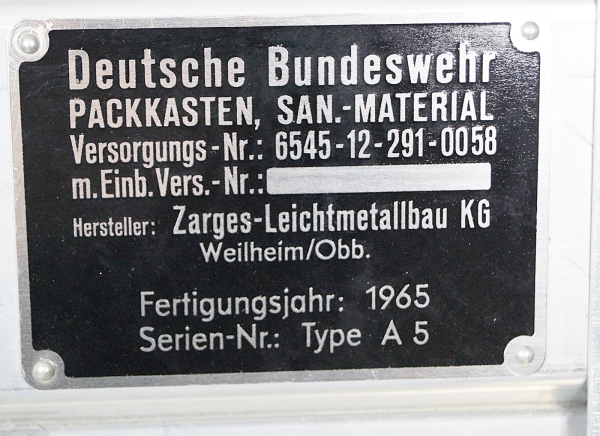 Deutsche Bundeswehr
PACKKASTEN, SAN.-MATERIAL
Versorgungs-Nr.: 6545-12-291-0058
m. Einb. Vers.-Nr.:
Hersteller: Zarges-Leichtmetallbau KG
Weilheim/Obb.
Fertigungsjahr: 1965
Serien-Nr.: Type A 5